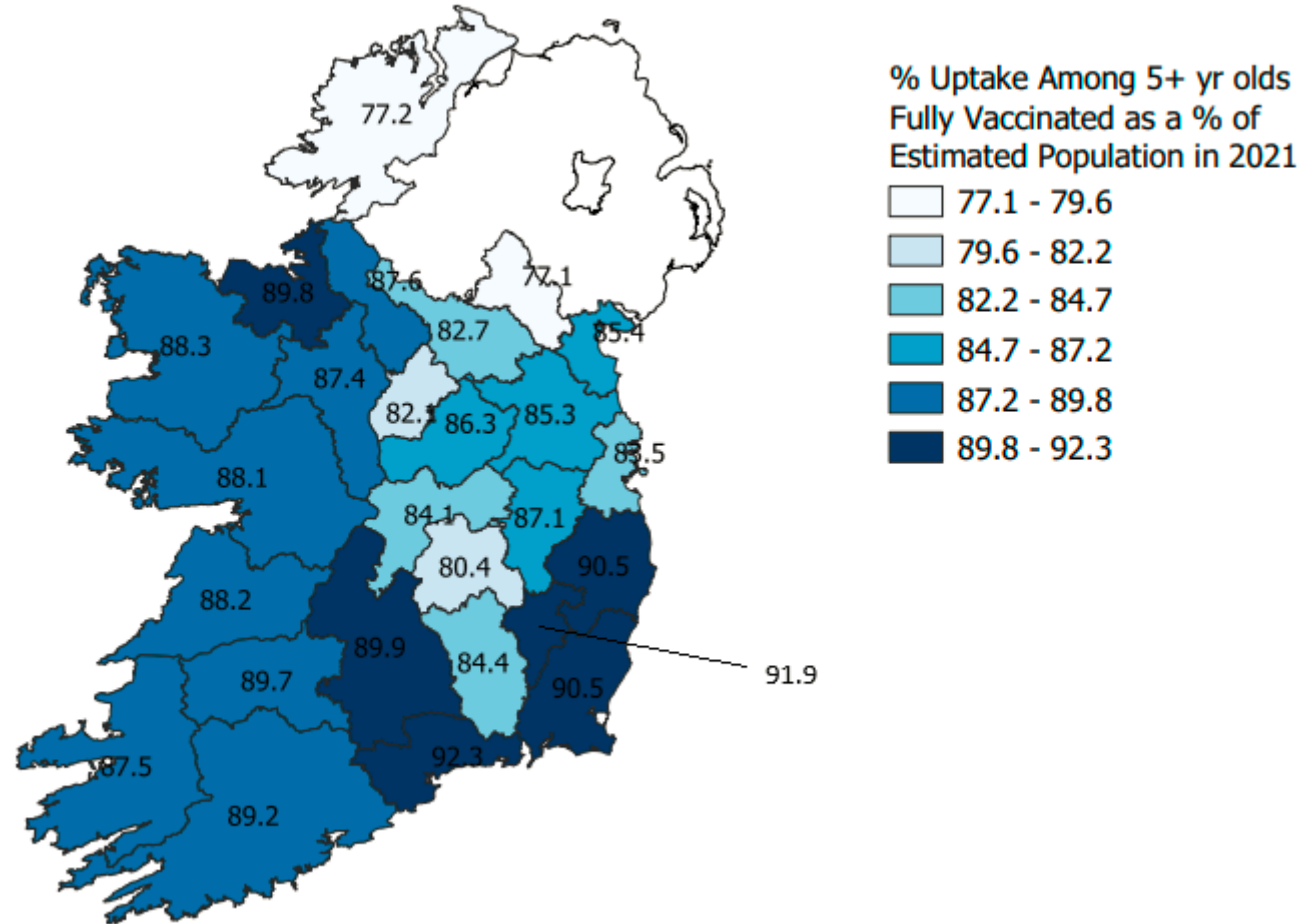 % Uptake Among 5+ yr olds
Fully Vaccinated as a % of
Estimated Population in 2021
77.1 - 79.6
79.6 - 82.2
82.2 - 84.7
84.7 - 87.2
87.2 - 89.8
89.8 - 92.3
77.2
77.1
87.6
89.8
82.7
85.4
88.3
87.4
82.1
86.3
85.3
83.5
88.1
84.1
87.1
80.4
90.5
88.2
89.9
84.4
91.9
89.7
90.5
92.3
87.5
89.2